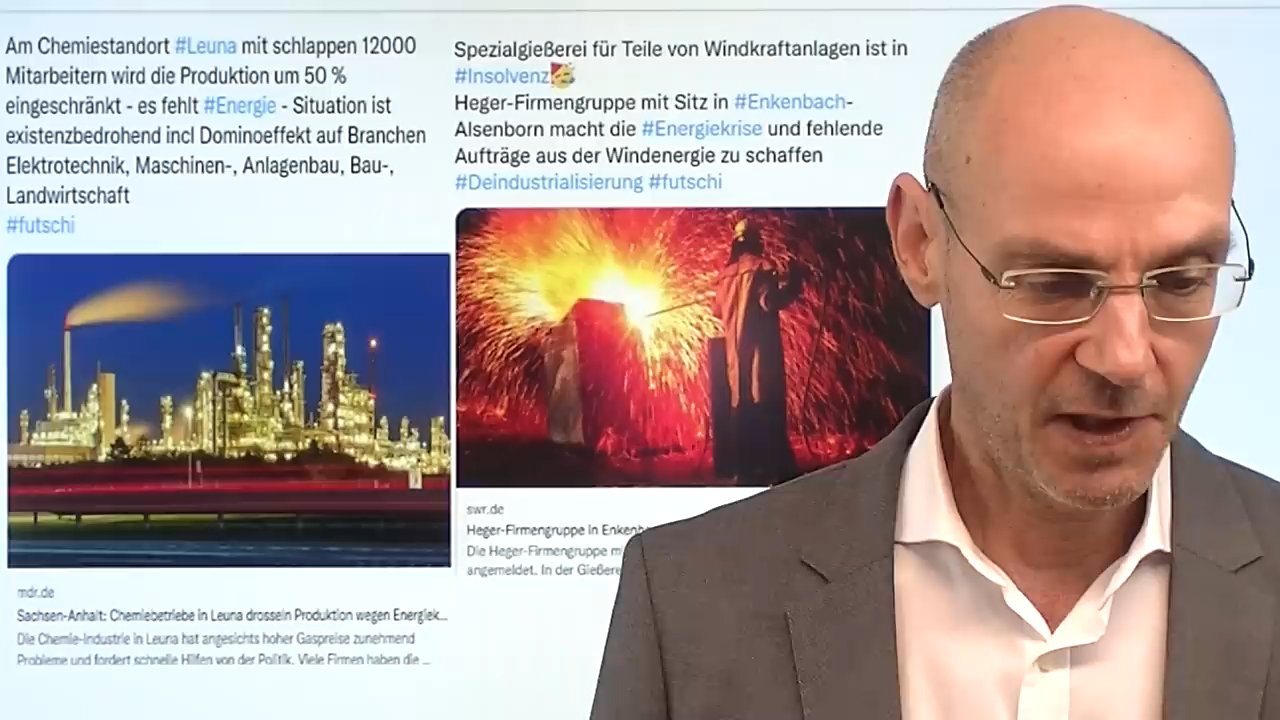 Am Chemiestandort #Leuna mit schlappen 12000
Mitarbeitern wird die Produktion um 50 %
eingeschränkt - es fehlt #Energie - Situation ist
existenzbedrohend incl Dominoeffekt auf Branchen
Elektrotechnik, Maschinen-, Anlagenbau, Bau-,
Landwirtschaft
#futschi
mdr.de
Sachsen-Anhalt: Chemiebetriebe in Leuna drosseln Produktion wegen Energiek...
Die Chemie-Industrie in Leuna hat angesichts hoher Gaspreise zunehmend
Probleme und fordert schnelle Hilfen von der Politik. Viele Firmen haben die ...
Spezialgießerei für Teile von Windkraftanlagen ist in
#Insolvenz
Heger-Firmengruppe mit Sitz in #Enkenbach-
Alsenborn macht die #Energiekrise und fehlende
Aufträge aus der Windenergie zu schaffen
#Deindustrialisierung #futschi
swr.de
Heger-Firmengruppe in
Die Heger-Firmengruppe
angemeldet. In der